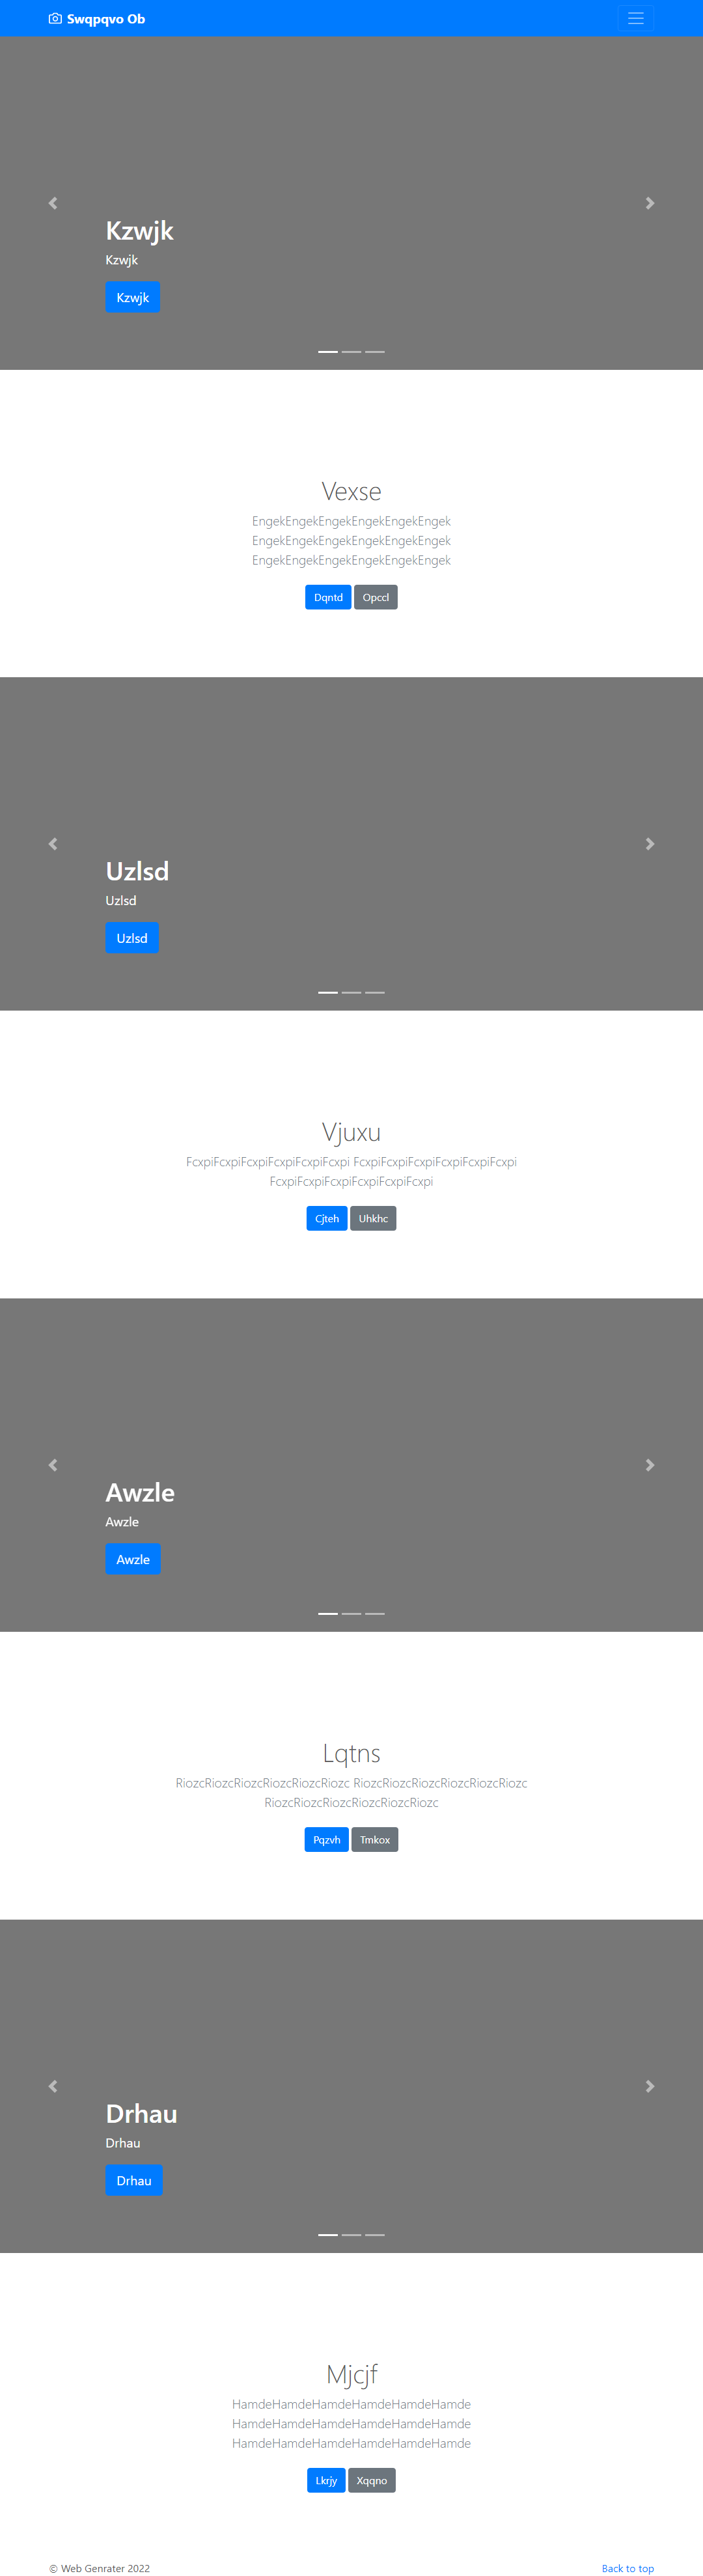 Swqpqvo Ob
Kzwjk
Kzwjk
Kzwjk
Vexse
EngekEngekEngekEngekEngekEngek
EngekEngekEngekEngekEngekEngek
EngekEngekEngekEngekEngekEngek
Dqntd Opccl
Uzlsd
Uzlsd
Uzlsd
Vjuxu
FcxpiFcxpiFcxpiFcxpiFcxpiFcxpi FcxpiFcxpiFcxpiFcxpiFcxpiFcxpi
FcxpiFcxpiFcxpiFcxpiFcxpiFcxpi
Cjteh Uhkhc
Awzle
Awzle
Awzle
Lqtns
RiozcRiozcRiozcRiozcRiozcRiozc RiozcRiozcRiozcRiozcRiozcRiozc
RiozcRiozcRiozcRiozcRiozcRiozc
Pqzvh Tmkox
Drhau
Drhau
Drhau
Mjcjf
HamdeHamdeHamdeHamdeHamdeHamde
HamdeHamdeHamdeHamdeHamdeHamde
HamdeHamdeHamdeHamdeHamdeHamde
Lkrjy Xqqno
© Web Genrater 2022 Back to top